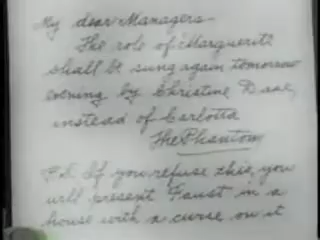 My dear Managers-
The role of Marguerite
shall be sung again tomorrow
evening by Christine Daae,
instead of Carlotta
The Phantom
P.S. If you refuse this, you
will present Faust in a
house with a curse on it